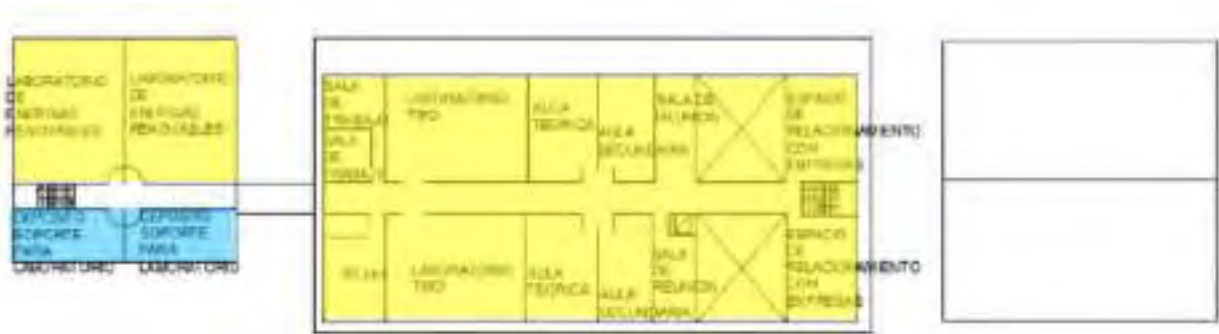 LABORATORIO
DE
ENERGIAS
RENOVABLES
LABORATORIO
DE
ENERGIAS
RENOVABLES
DEPOSITO
SOPORTE
PARA
LABORATORIO
DEPOSITO
SOPORTE
PARA
LABORATORIO
SALA
DE
TRABAJO
SALA
DE
TRABAJO
LABORATORIO
TIPO
AULA
TEORICA
AULA
SECUNDARIA
SALA DE
REUNION
ESPACIO
DE
RELACIONAMIENTO
CON
EMPRESAS
LABORATORIO
TIPO
AULA
TEORICA
AULA
SECUNDARIA
SALA
DE
REUNION
ESPACIO
DE
RELACIONAMIENTO
CON
EMPRESAS